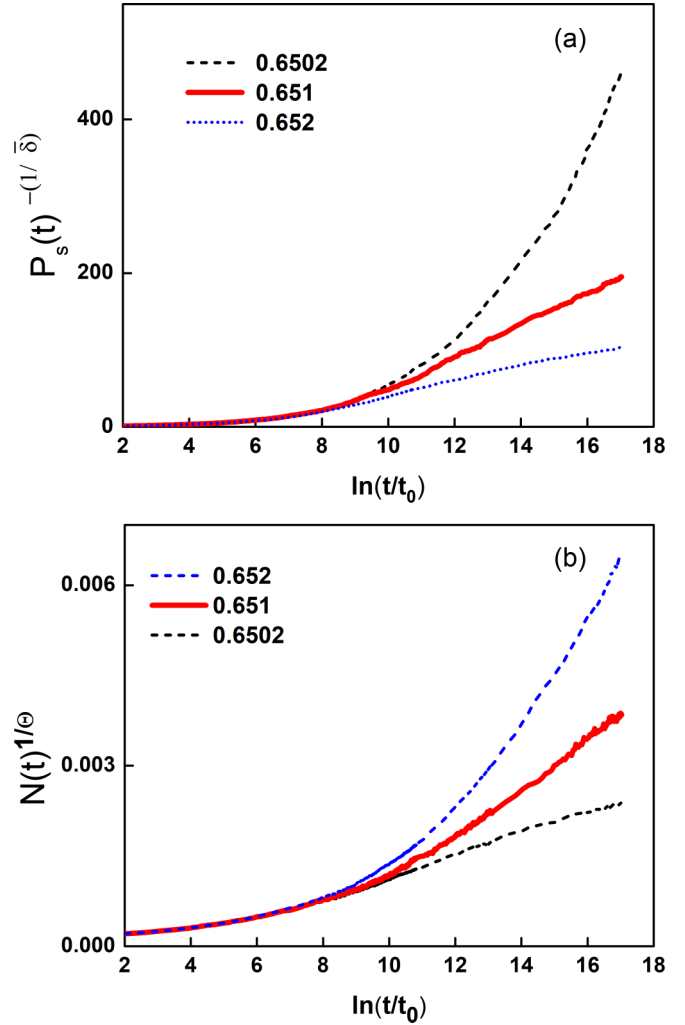 (a)
0.6502
0.651
0.652
400
200
0
P_s(t)^{-(1/ \bar{δ})}
2 4 6 8 10 12 14 16 18
ln(t/t_0)
(b)
0.652
0.651
0.6502
0.006
0.003
0.000
N(t)^{1/Θ}
2 4 6 8 10 12 14 16 18
ln(t/t_0)